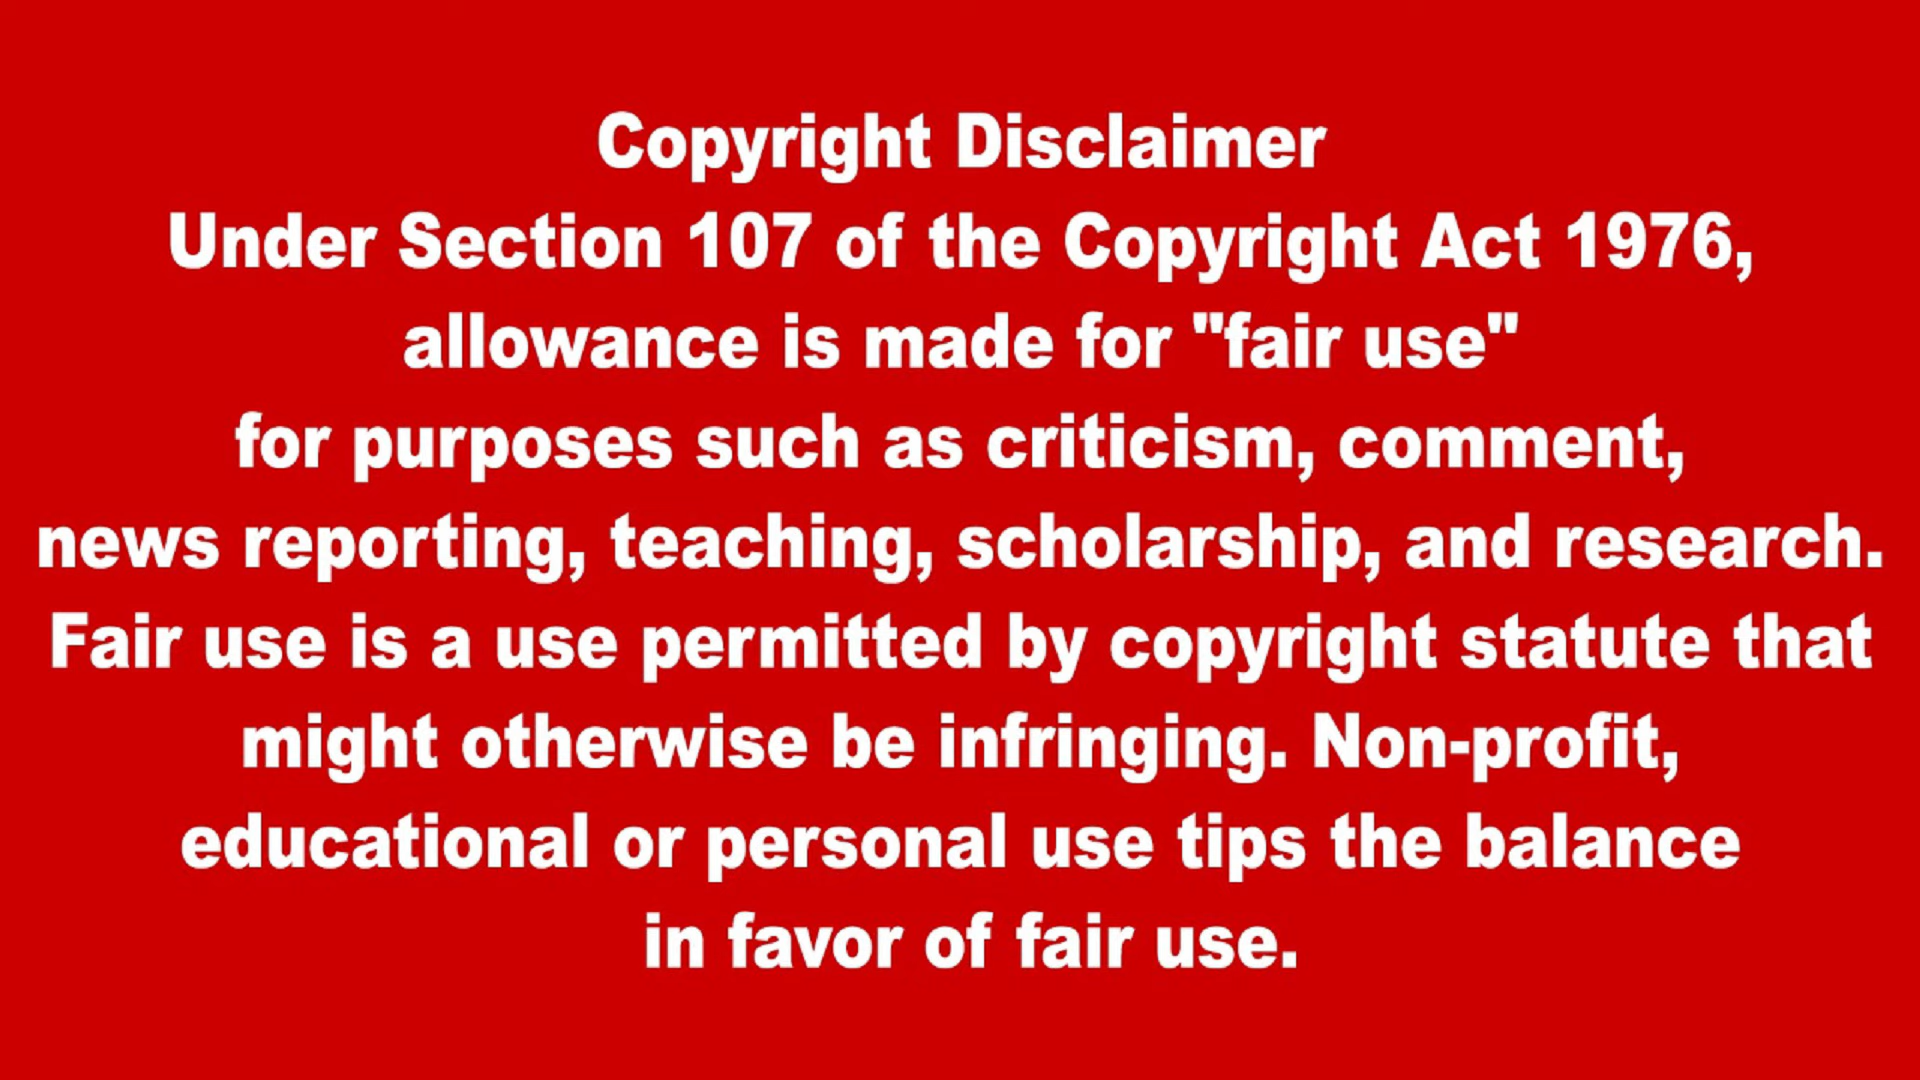 Copyright Disclaimer
Under Section 107 of the Copyright Act 1976,
allowance is made for "fair use"
for purposes such as criticism, comment,
news reporting, teaching, scholarship, and research.
Fair use is a use permitted by copyright statute that
might otherwise be infringing. Non-profit,
educational or personal use tips the balance
in favor of fair use.